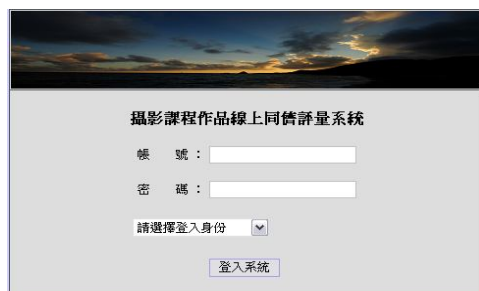 攝影課程作品線上同儕評量系統
帳 號：
密 碼：
請選擇登入身份
登入系統